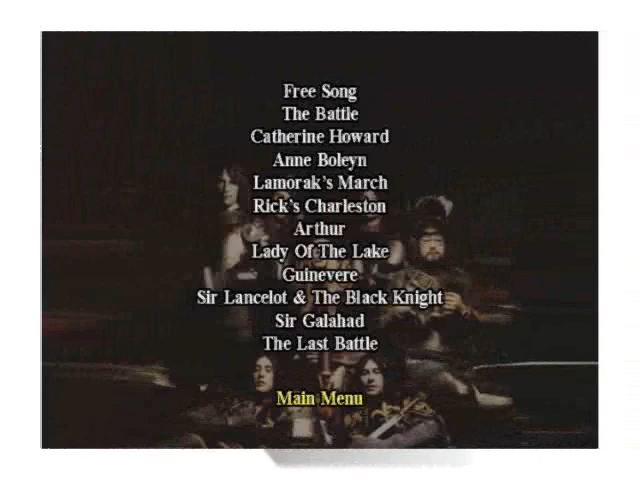 Free Song
The Battle
Catherine Howard
Anne Boleyn
Lamorak's March
Rick's Charleston
Arthur
Lady Of The Lake
Guinevere
Sir Lancelot & The Black Knight
Sir Galahad
The Last Battle
Main Menu